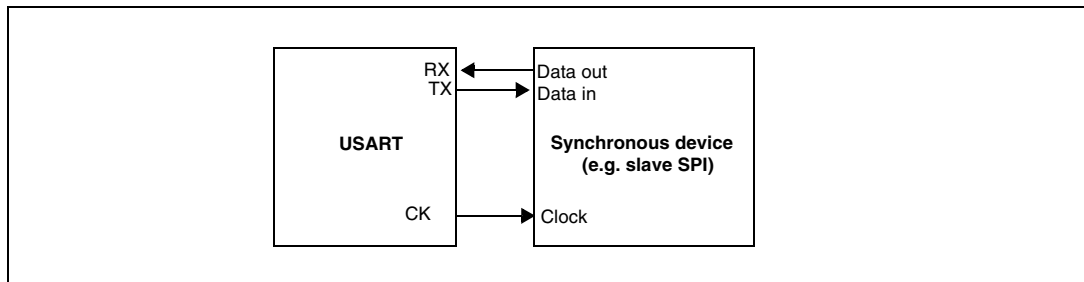 RX
TX
USART
CK
Data out
Data in
Synchronous device
(e.g. slave SPI)
Clock